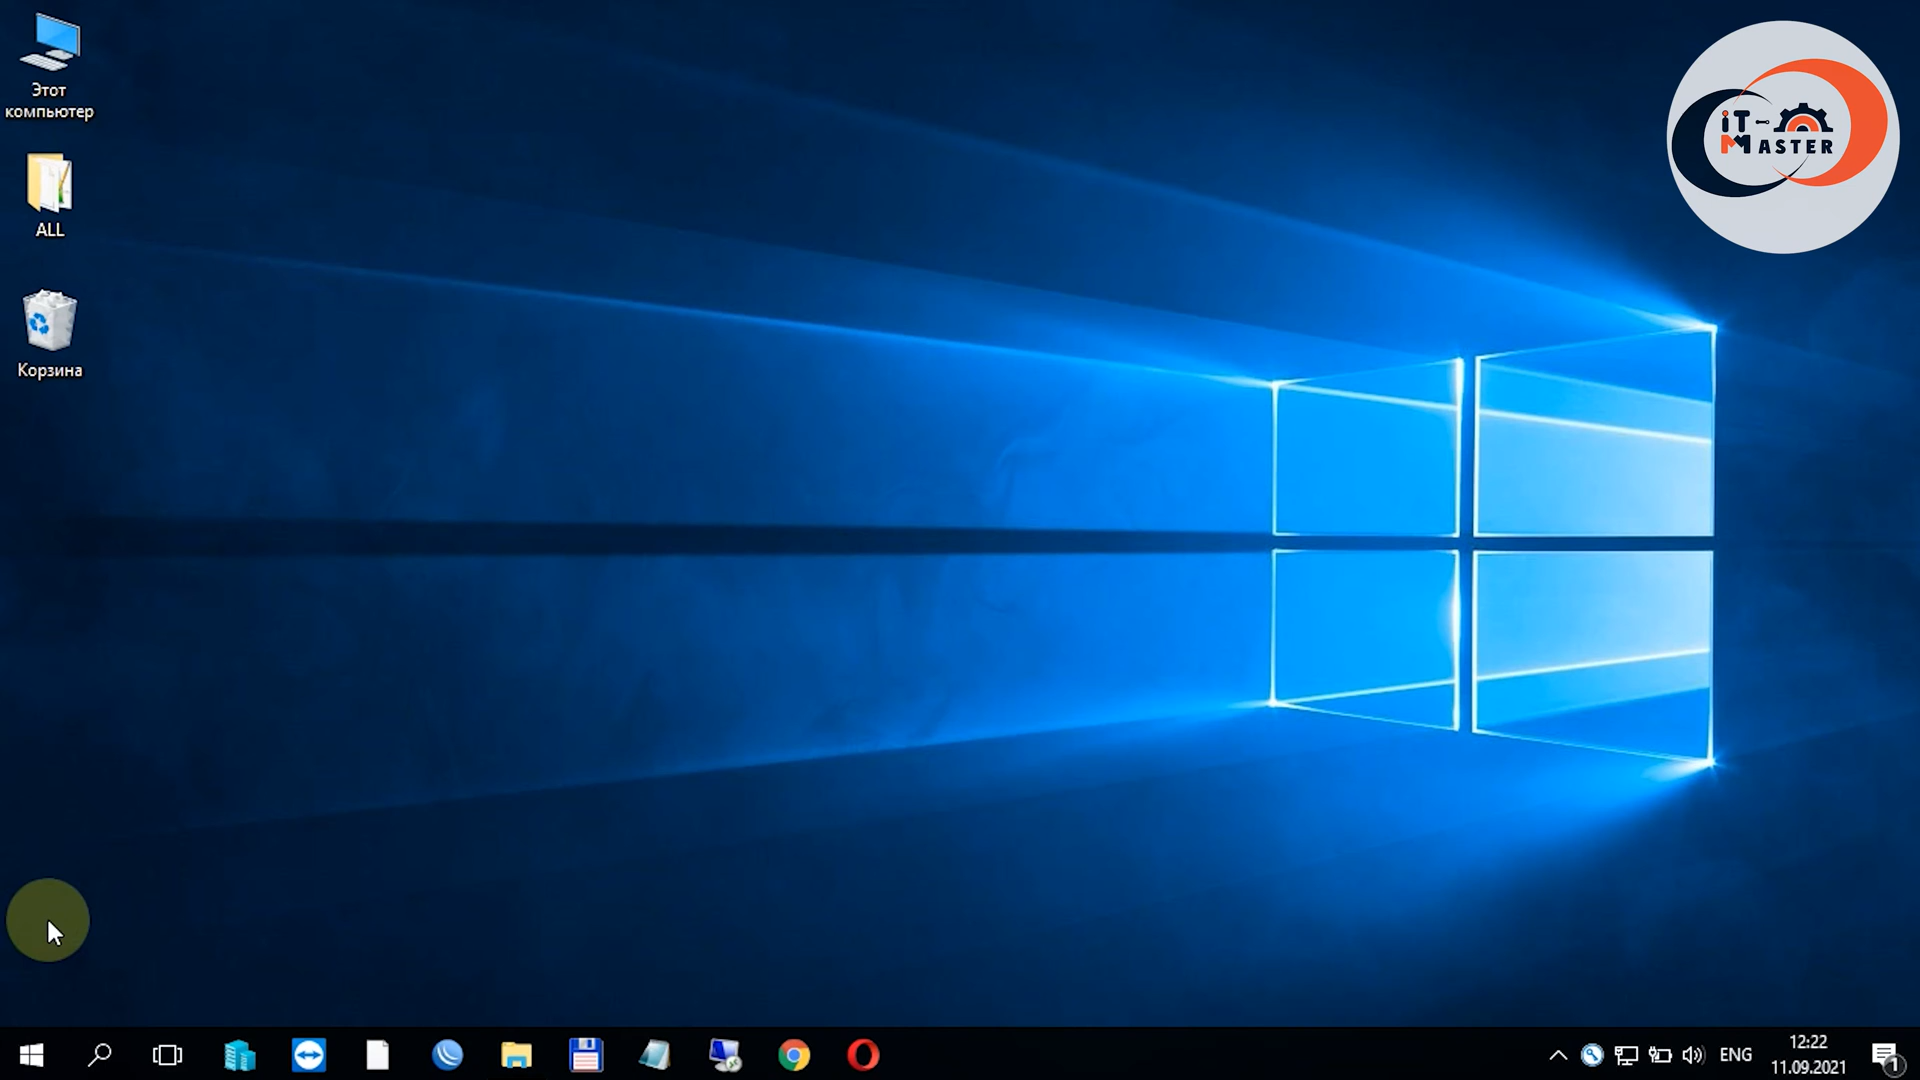 Этот
компьютер
ALL
Корзина
iT-
MASTER
ENG
12:22
11.09.2021
1